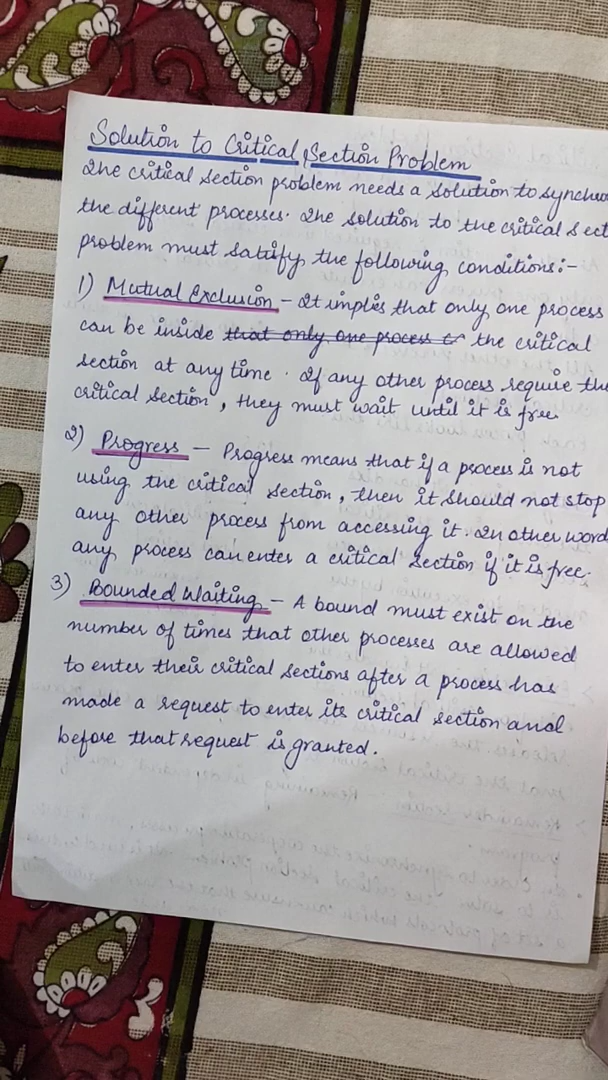 Solution to Critical Section Problem
The critical section problem needs a solution to synchro
the different processes. The solution to the critical sect
problem must satisfy the following conditions:-
1) Mutual Exclusion - It implies that only one process
can be inside that only one process c the critical
section at any time. If any other process require the
critical section, they must wait until it is free.
2) Progress - Progress means that if a process is not
using the critical section, then it should not stop
any other process from accessing it. In other word
any process can enter a critical section if it is free.
3) Bounded Waiting - A bound must exist on the
number of times that other processes are allowed
to enter their critical sections after a process has
made a request to enter its critical section and
before that request is granted.